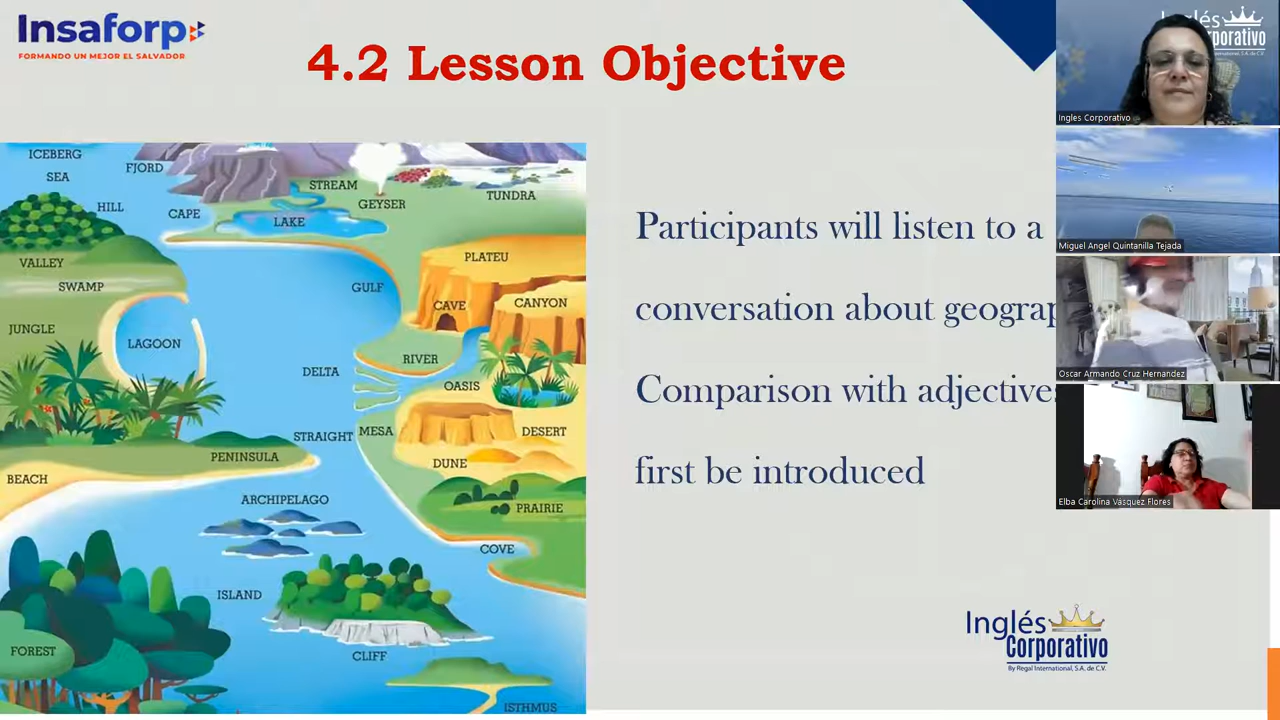 Insaforp
FORMANDO UN MEJOR EL SALVADOR
4.2 Lesson Objective
ICEBERG
FJORD
SEA
HILL
CAPE
STREAM
GEYSER
LAKE
TUNDRA
VALLEY
SWAMP
PLATEU
GULF
CAVE
CANYON
JUNGLE
LAGOON
RIVER
DELTA
OASIS
STRAIGHT
MESA
DESERT
PENINSULA
DUNE
BEACH
ARCHIPELAGO
PRAIRIE
COVE
ISLAND
FOREST
CLIFF
ISTHMUS
Participants will listen to a
conversation about
Comparison with
first be introduced
Inglés
Corporativo
By Regal International, S.A. de C.V.
Ingles Corporativo
Miguel Angel Quintanilla Tejada
Oscar Armando Cruz Hernandez
Elba Carolina Vásquez Flores